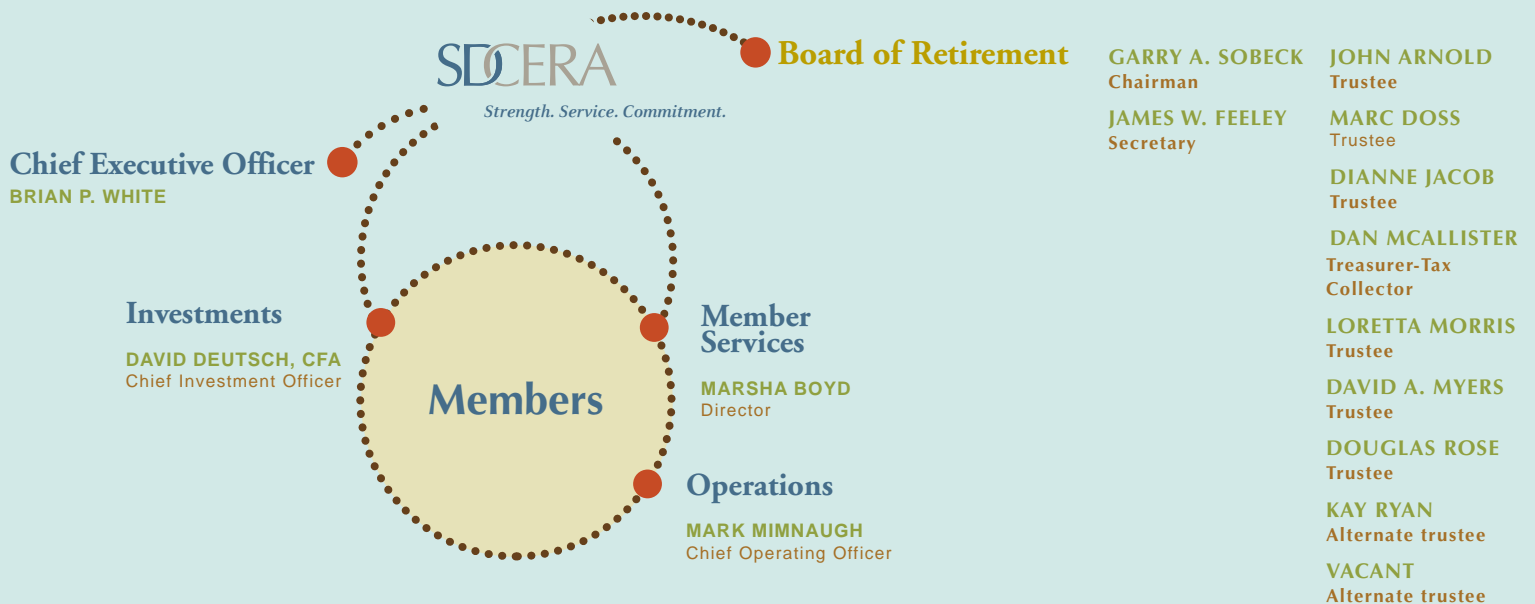 SDCERA
Strength. Service. Commitment.
Board of Retirement
GARRY A. SOBECK
Chairman
JAMES W. FEELEY
Secretary
JOHN ARNOLD
Trustee
MARC DOSS
Trustee
DIANNE JACOB
Trustee
DAN MCALLISTER
Treasurer-Tax
Collector
LORETTA MORRIS
Trustee
DAVID A. MYERS
Trustee
DOUGLAS ROSE
Trustee
KAY RYAN
Alternate trustee
VACANT
Alternate trustee
Chief Executive Officer
BRIAN P. WHITE
Investments
DAVID DEUTSCH, CFA
Chief Investment Officer
Members
Member
Services
MARSHA BOYD
Director
Operations
MARK MIMNAUGH
Chief Operating Officer